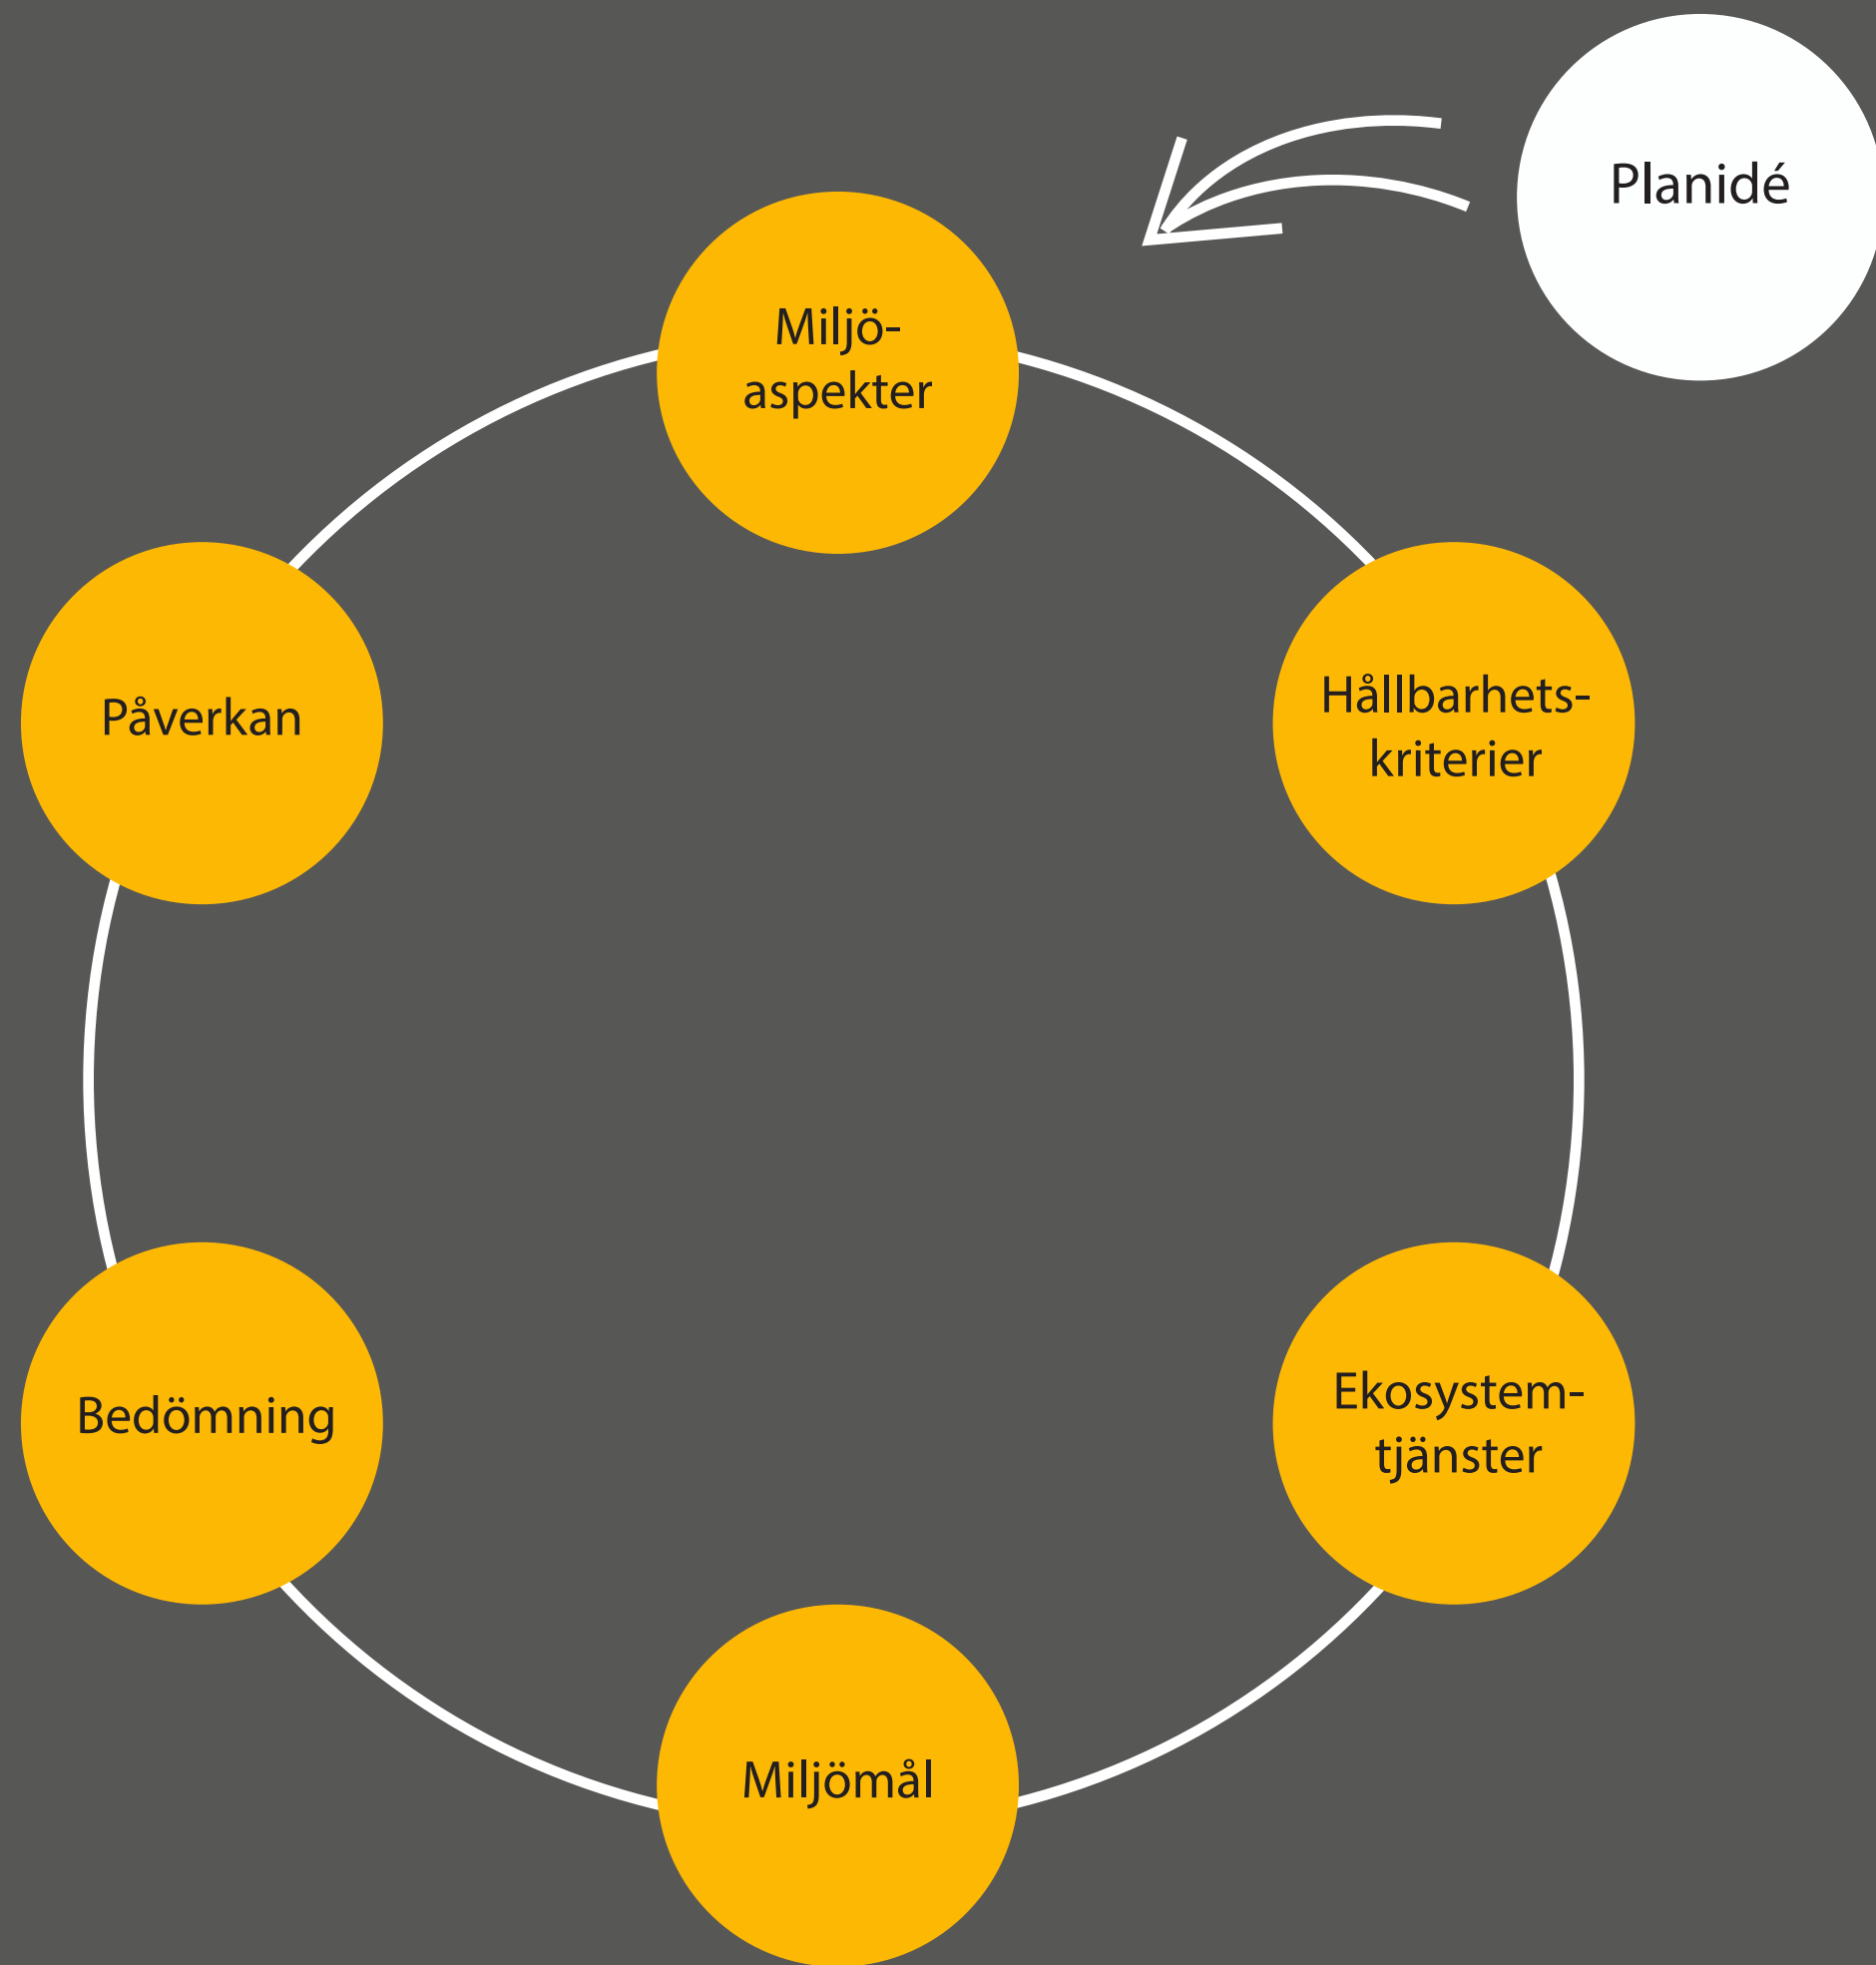 Planidé
Miljö-
aspekter
Hållbarhets-
kriterier
Ekosystem-
tjänster
Miljömål
Bedömning
Påverkan